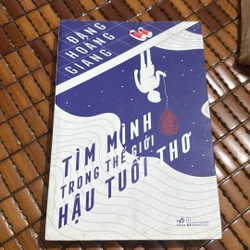 ĐẶNG
HOÀNG
GIANG
TÌM MÌNH
TRONG THẾ GIỚI
HẬU TUỔI THƠ